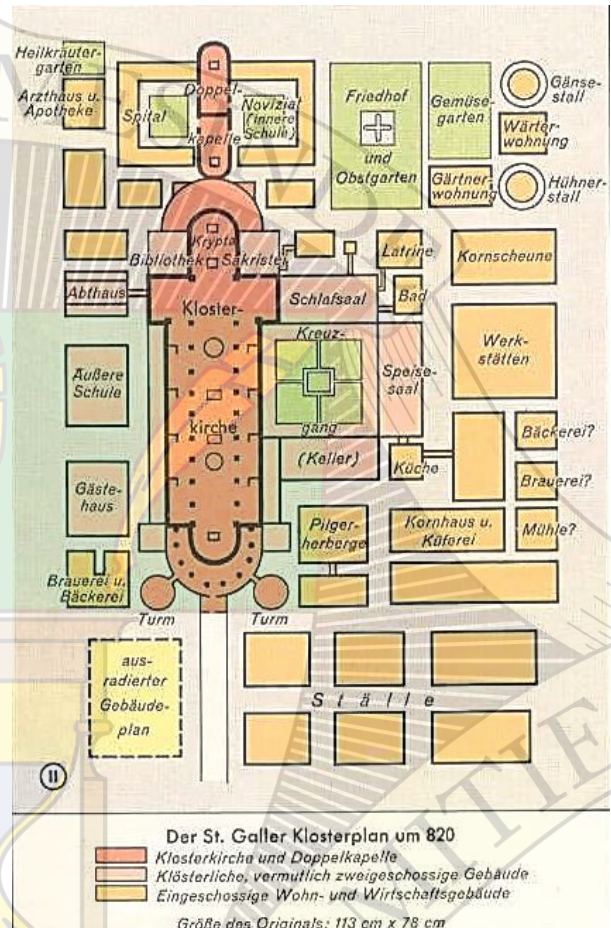 Heilkräuter-
garten
Arzthaus u.
Apotheke
Spital
Doppel-
kapelle
Novizial
(innere
Schule)
Friedhof
und
Obstgarten
Gemüse-
garten
Gänse-
stall
Wärter-
wohnung
Gärtner-
wohnung
Hühner-
stall
Krypta
Bibliothek
Sakristei
Latrine
Kornscheune
Abthaus
Kloster-
kirche
Schlafsaal
Bad
Äußere
Schule
Kreuz-
gang
Speise-
saal
Werk-
stätten
(Keller)
Küche
Bäckerei?
Brauerei?
Mühle?
Gäste-
haus
Pilger-
herberge
Kornhaus u.
Küferei
Brauerei u.
Bäckerei
Turm
Turm
aus-
radierter
Gebäude-
plan
Ställe
11
Der St. Galler Klosterplan um 820
Klosterkirche und Doppelkapelle
Klösterliche, vermutlich zweigeschossige Gebäude
Eingeschossige Wohn- und Wirtschaftsgebäude
Größe des Originals: 113 cm x 78 cm